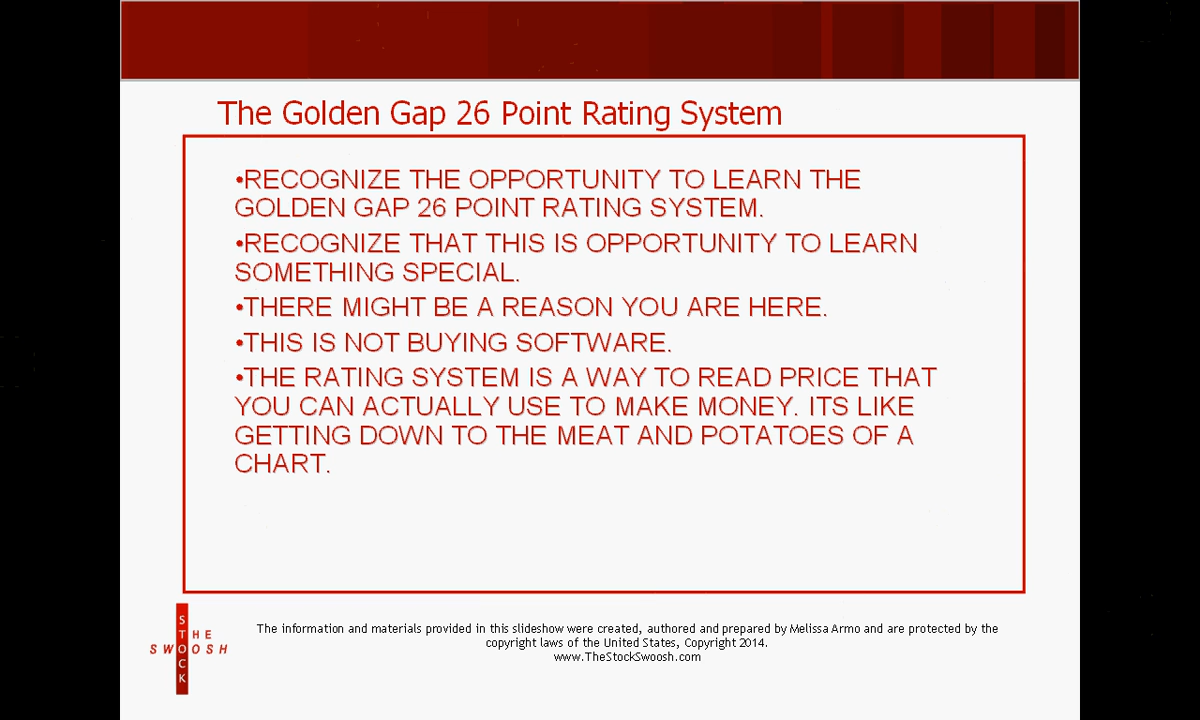 The Golden Gap 26 Point Rating System
•RECOGNIZE THE OPPORTUNITY TO LEARN THE
GOLDEN GAP 26 POINT RATING SYSTEM.
•RECOGNIZE THAT THIS IS OPPORTUNITY TO LEARN
SOMETHING SPECIAL.
•THERE MIGHT BE A REASON YOU ARE HERE.
•THIS IS NOT BUYING SOFTWARE.
•THE RATING SYSTEM IS A WAY TO READ PRICE THAT
YOU CAN ACTUALLY USE TO MAKE MONEY. ITS LIKE
GETTING DOWN TO THE MEAT AND POTATOES OF A
CHART.
THE
STOCK
SWOOSH
The information and materials provided in this slideshow were created, authored and prepared by Melissa Armo and are protected by the
copyright laws of the United States, Copyright 2014.
www.TheStockSwoosh.com